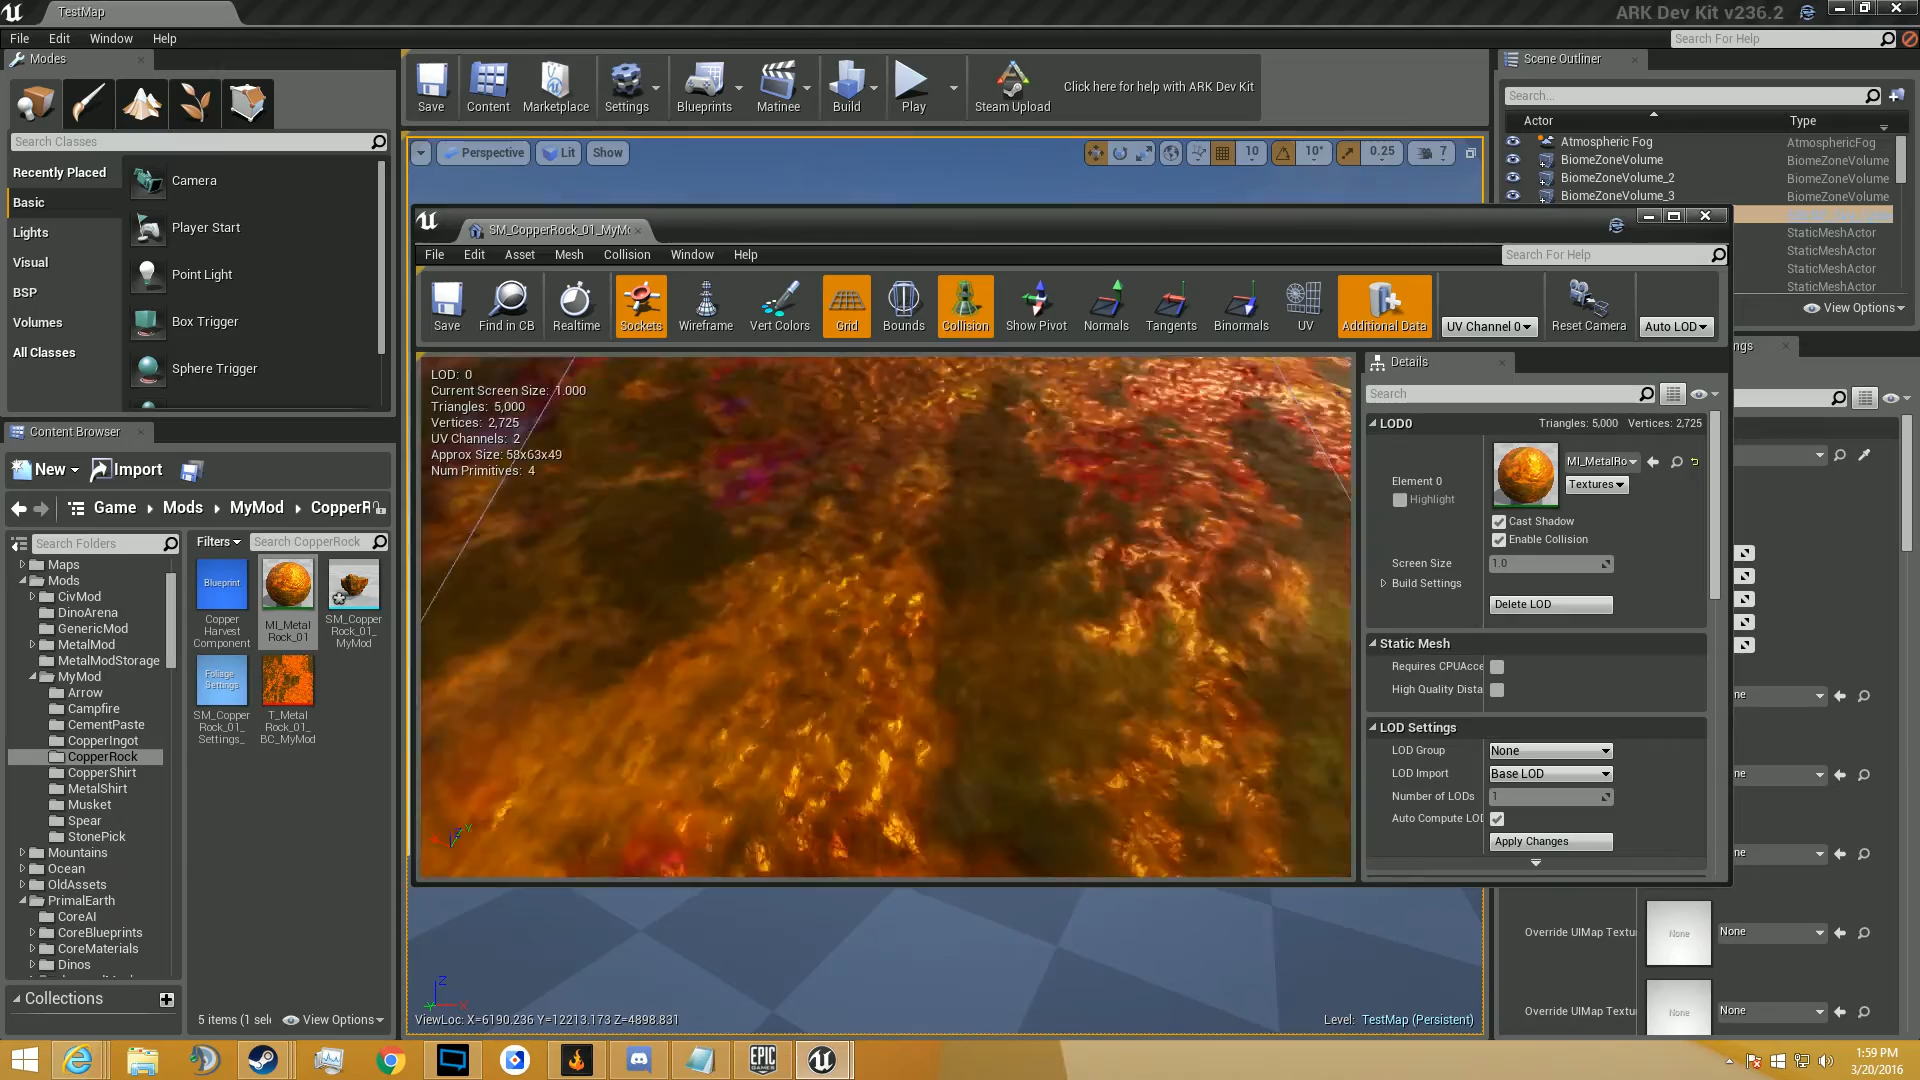 TestMap
ARK Dev Kit v236.2
File Edit Window Help
Search For Help
Modes
Search Classes
Recently Placed
Basic
Lights
Visual
BSP
Volumes
All Classes
Camera
Player Start
Point Light
Box Trigger
Sphere Trigger
Save
Content
Marketplace
Settings
Blueprints
Matinee
Build
Play
Steam Upload
Click here for help with ARK Dev Kit
Perspective
Lit
Show
10
10°
0.25
7
Scene Outliner
Search...
Actor Type
Atmospheric Fog AtmosphericFog
BiomeZoneVolume BiomeZoneVolume
BiomeZoneVolume_2 BiomeZoneVolume
BiomeZoneVolume_3 BiomeZoneVolume
StaticMeshActor
StaticMeshActor
StaticMeshActor
StaticMeshActor
View Options
ngs
SM_CopperRock_01_MyMo
File Edit Asset Mesh Collision Window Help
Search For Help
Save
Find in CB
Realtime
Sockets
Wireframe
Vert Colors
Grid
Bounds
Collision
Show Pivot
Normals
Tangents
Binormals
UV
Additional Data
UV Channel 0
Reset Camera
Auto LOD
LOD: 0
Current Screen Size: 1.000
Triangles: 5,000
Vertices: 2,725
UV Channels: 2
Approx Size: 58x63x49
Num Primitives: 4
Details
Search
LOD0 Triangles: 5,000 Vertices: 2,725
Element 0
Highlight
MI_MetalRo
Textures
Cast Shadow
Enable Collision
Screen Size 1.0
Build Settings
Delete LOD
Static Mesh
Requires CPUAcce
High Quality Dista
LOD Settings
LOD Group None
LOD Import Base LOD
Number of LODs 1
Auto Compute LOD
Apply Changes
Content Browser
New Import
Game Mods MyMod CopperR
Search Folders
Filters
Search CopperRock
Maps
Mods
CivMod
DinoArena
GenericMod
MetalMod
MetalModStorage
MyMod
Arrow
Campfire
CementPaste
CopperIngot
CopperRock
CopperShirt
MetalShirt
Musket
Spear
StonePick
Mountains
Ocean
OldAssets
PrimalEarth
CoreAI
CoreBlueprints
CoreMaterials
Dinos
Collections
Blueprint
Copper
Harvest
Component
MI_Metal
Rock_01
SM_Copper
Rock_01_
MyMod
Foliage
Settings
SM_Copper
Rock_01_
Settings_
T_Metal_
Rock_01_
BC_MyMod
5 items (1 sele
View Options
Z
X
Y
ViewLoc: X=6190.236 Y=12213.173 Z=4898.831
Level: TestMap (Persistent)
ne
ne
ne
Override UIMap Textur
None
None
Override UIMap Textur
None
EPIC
GAMES
1:59 PM
3/20/2016